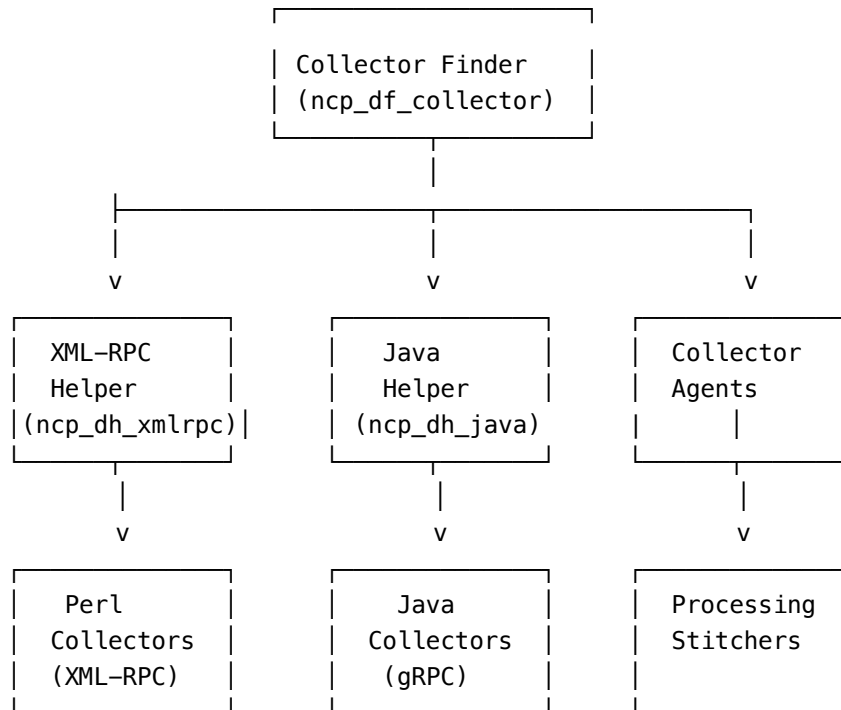 Collector Finder
(ncp_df_collector)
v v v
XML-RPC Java Collector
Helper Helper Agents
(ncp_dh_xmlrpc) (ncp_dh_java)
v v v
Perl Java Processing
Collectors Collectors Stitchers
(XML-RPC) (gRPC)